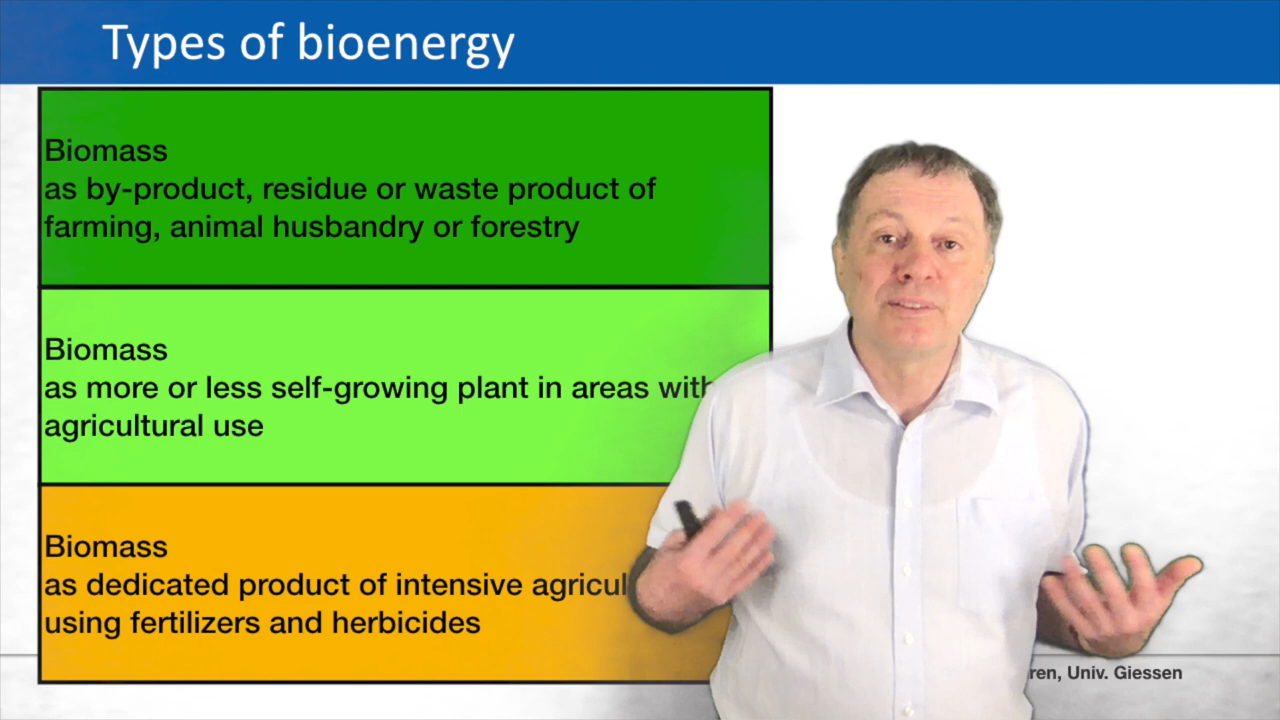 Types of bioenergy
Biomass
as by-product, residue or waste product of
farming, animal husbandry or forestry
Biomass
as more or less self-growing plant in areas with
agricultural use
Biomass
as dedicated product of intensive
using fertilizers and herbicides
Univ. Giessen